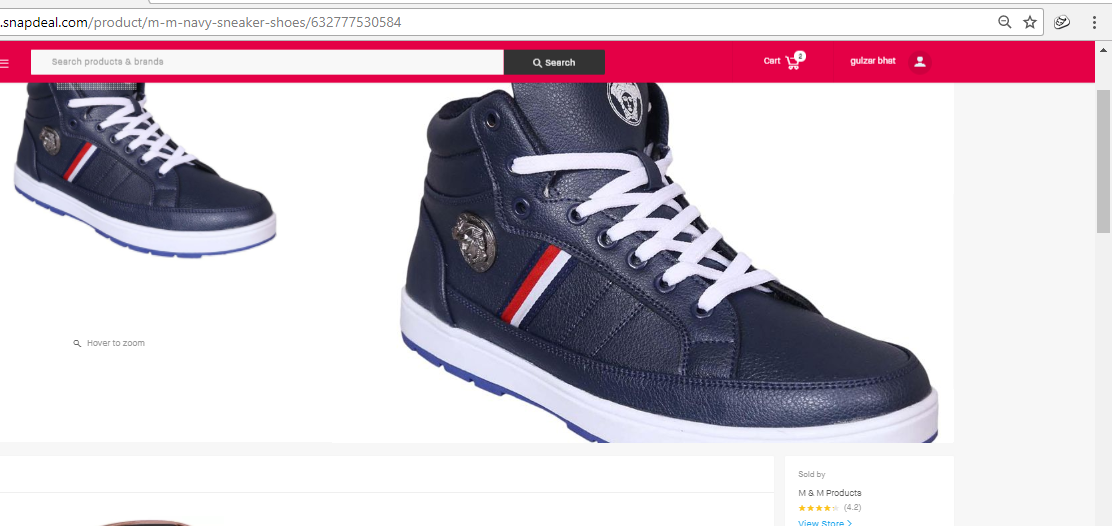 .snapdeal.com/product/m-m-navy-sneaker-shoes/632777530584
Search products & brands
Search
Cart
2
gulzar bhat
Hover to zoom
Sold by
M & M Products
(4.2)
View Store